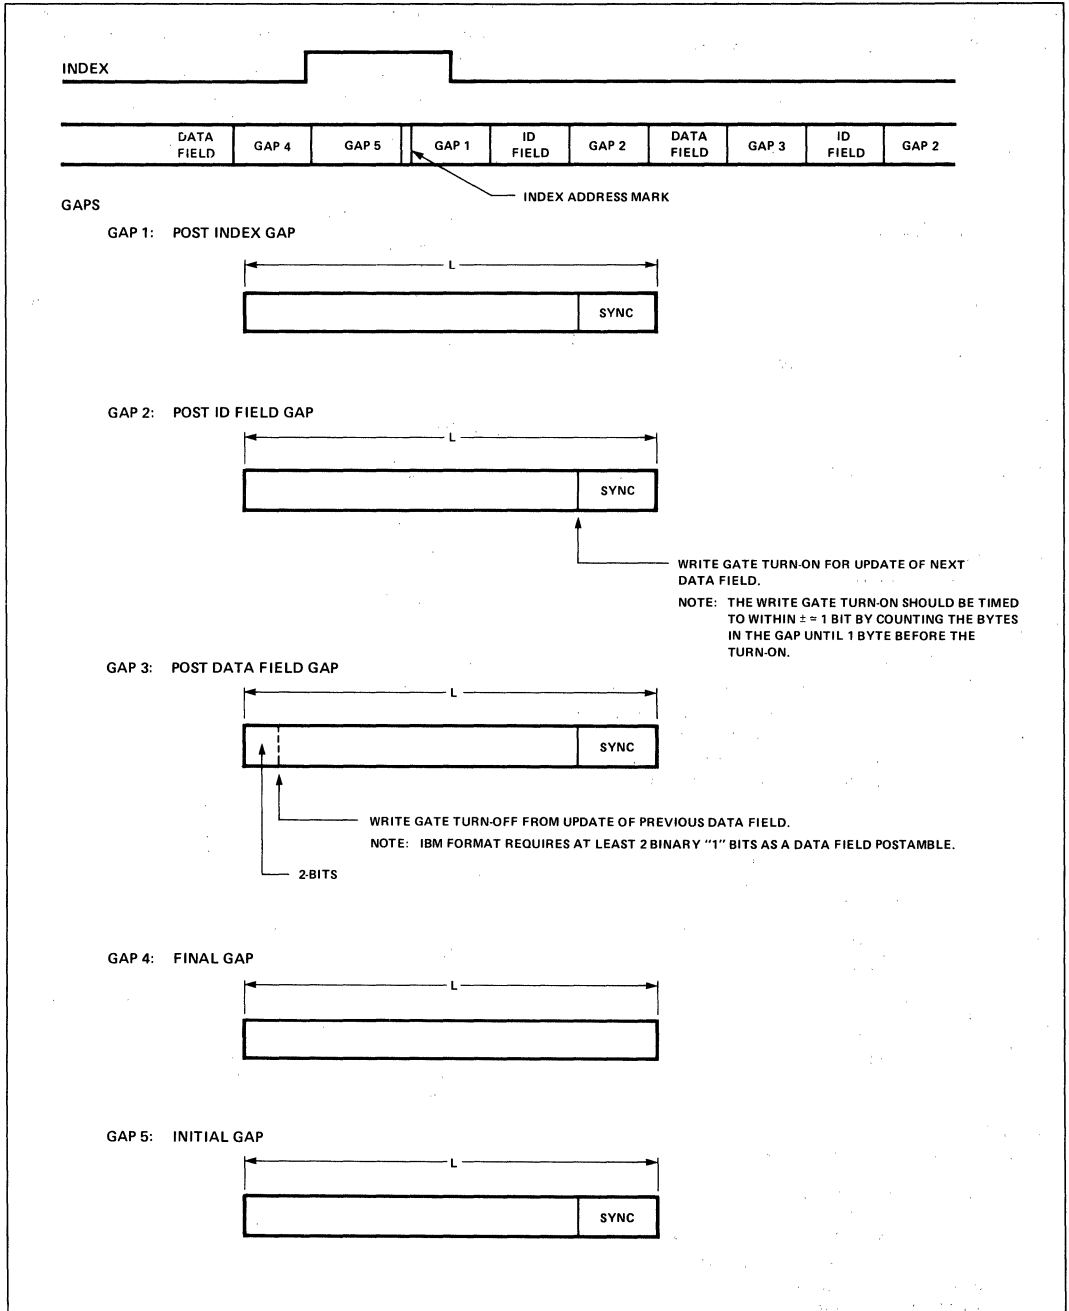 INDEX
DATA FIELD GAP 4 GAP 5 GAP 1 ID FIELD GAP 2 DATA FIELD GAP 3 ID FIELD GAP 2
INDEX ADDRESS MARK
GAPS
GAP 1: POST INDEX GAP
L
SYNC
GAP 2: POST ID FIELD GAP
L
SYNC
WRITE GATE TURN-ON FOR UPDATE OF NEXT
DATA FIELD.
NOTE: THE WRITE GATE TURN-ON SHOULD BE TIMED
TO WITHIN ± ≈ 1 BIT BY COUNTING THE BYTES
IN THE GAP UNTIL 1 BYTE BEFORE THE
TURN-ON.
GAP 3: POST DATA FIELD GAP
L
SYNC
WRITE GATE TURN-OFF FROM UPDATE OF PREVIOUS DATA FIELD.
NOTE: IBM FORMAT REQUIRES AT LEAST 2 BINARY "1" BITS AS A DATA FIELD POSTAMBLE.
2-BITS
GAP 4: FINAL GAP
L
GAP 5: INITIAL GAP
L
SYNC